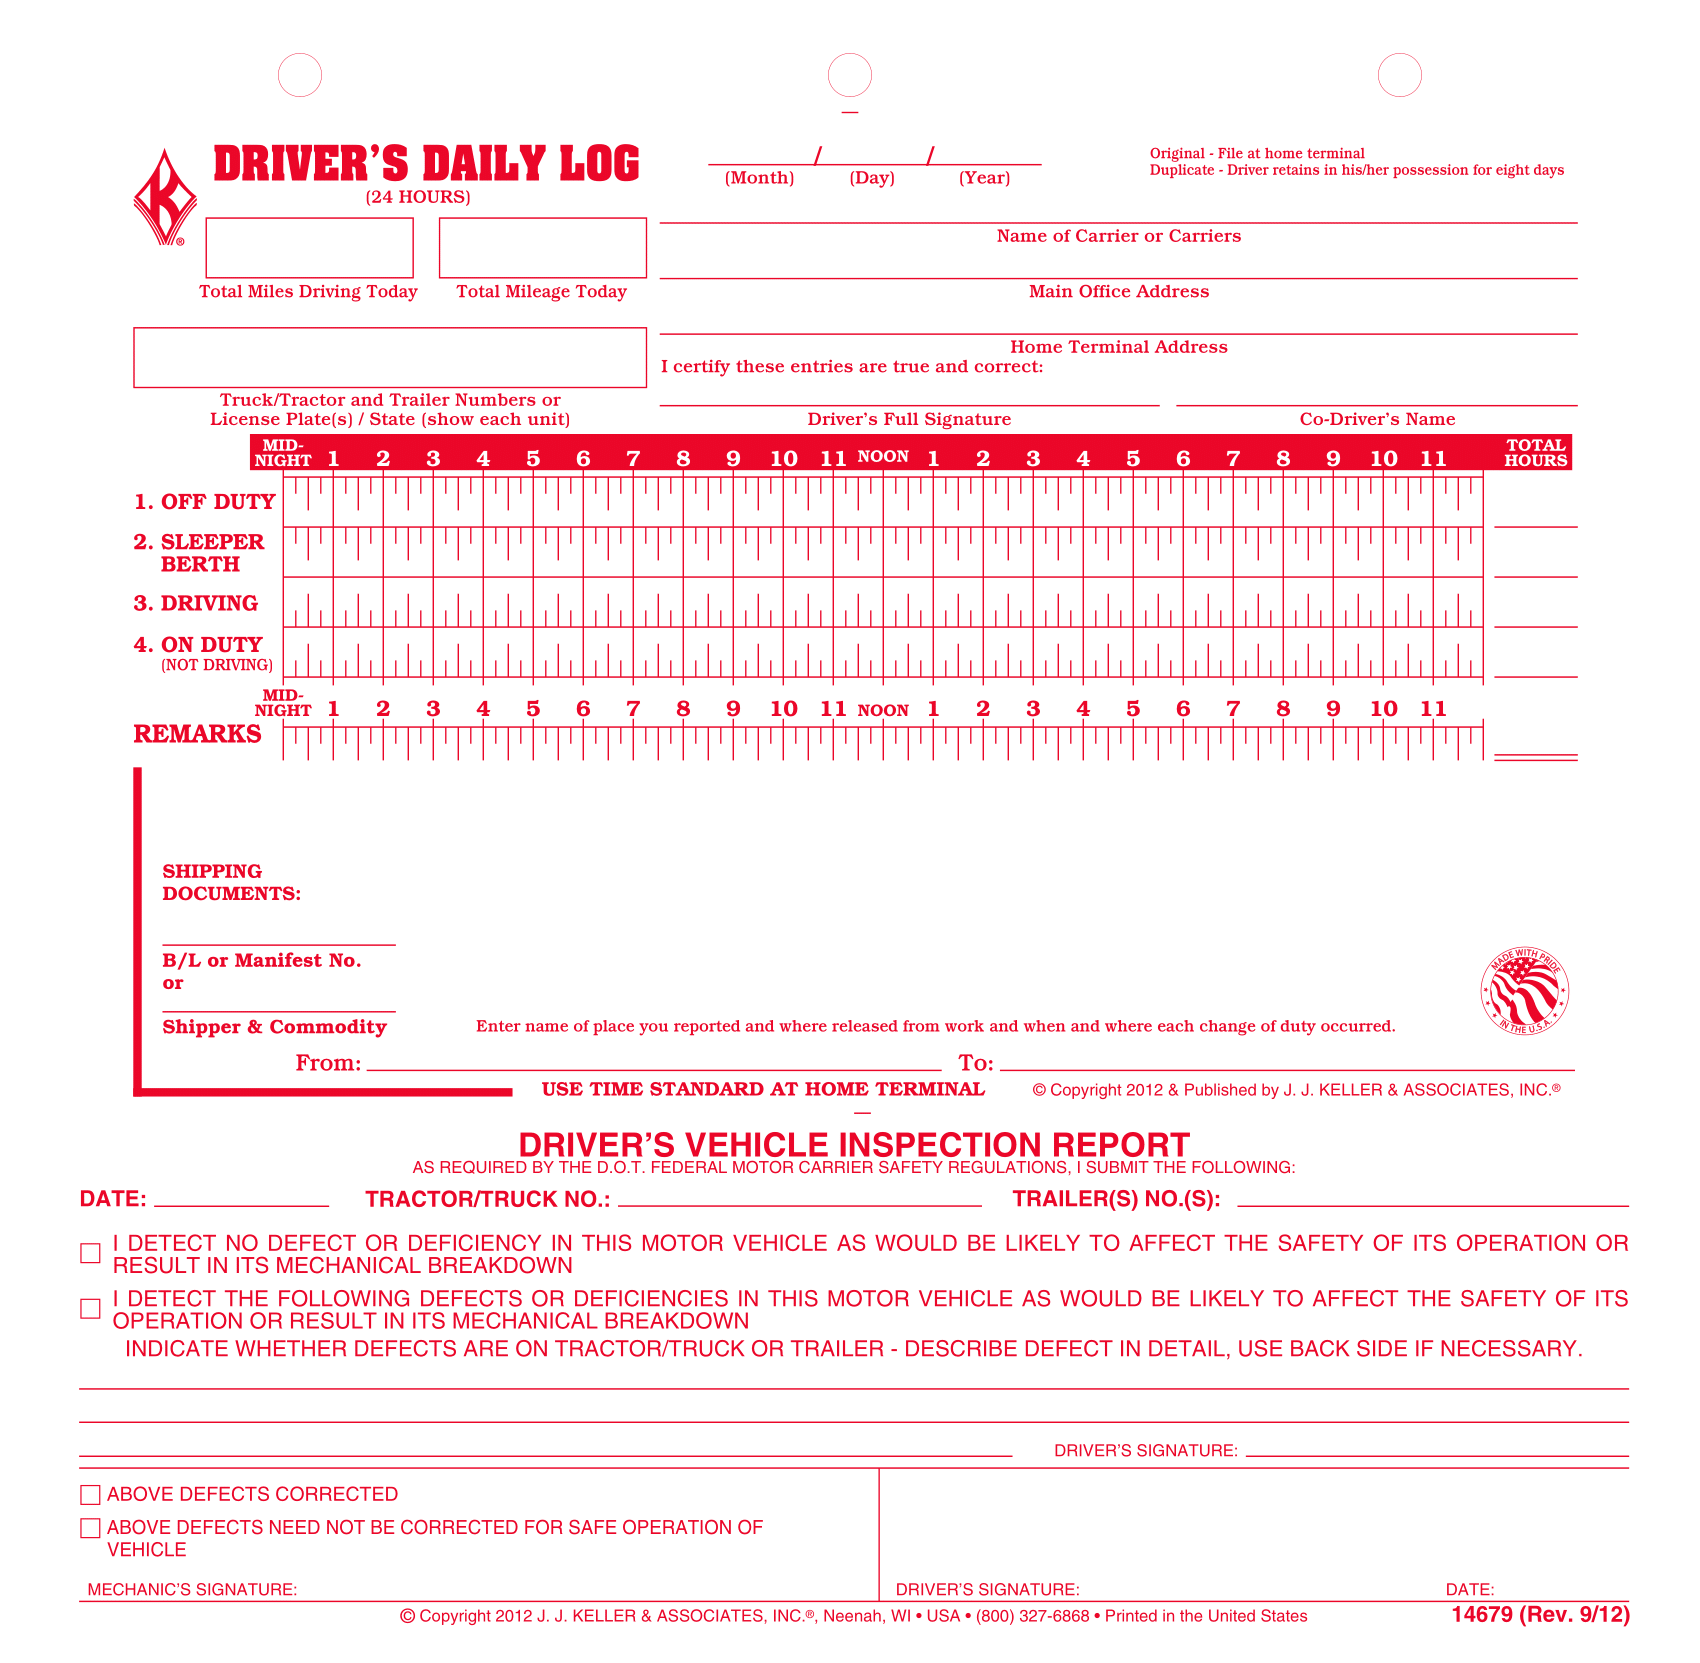 DRIVER'S DAILY LOG
(24 HOURS)
(Month) / (Day) / (Year)
Original - File at home terminal
Duplicate - Driver retains in his/her possession for eight days
K®
Name of Carrier or Carriers
Total Miles Driving Today
Total Mileage Today
Main Office Address
Home Terminal Address
I certify these entries are true and correct:
Truck/Tractor and Trailer Numbers or
License Plate(s) / State (show each unit)
Driver's Full Signature
Co-Driver's Name
MID-
NIGHT 1 2 3 4 5 6 7 8 9 10 11 NOON 1 2 3 4 5 6 7 8 9 10 11
TOTAL
HOURS
1. OFF DUTY
2. SLEEPER
BERTH
3. DRIVING
4. ON DUTY
(NOT DRIVING)
MID-
NIGHT 1 2 3 4 5 6 7 8 9 10 11 NOON 1 2 3 4 5 6 7 8 9 10 11
REMARKS
SHIPPING
DOCUMENTS:
B/L or Manifest No.
or
Shipper & Commodity
Enter name of place you reported and where released from work and when and where each change of duty occurred.
MADE WITH PRIDE
IN THE U.S.A.
From: To:
USE TIME STANDARD AT HOME TERMINAL
© Copyright 2012 & Published by J. J. KELLER & ASSOCIATES, INC.®
DRIVER'S VEHICLE INSPECTION REPORT
AS REQUIRED BY THE D.O.T. FEDERAL MOTOR CARRIER SAFETY REGULATIONS, I SUBMIT THE FOLLOWING:
DATE: TRACTOR/TRUCK NO.: TRAILER(S) NO.(S):
I DETECT NO DEFECT OR DEFICIENCY IN THIS MOTOR VEHICLE AS WOULD BE LIKELY TO AFFECT THE SAFETY OF ITS OPERATION OR
RESULT IN ITS MECHANICAL BREAKDOWN
I DETECT THE FOLLOWING DEFECTS OR DEFICIENCIES IN THIS MOTOR VEHICLE AS WOULD BE LIKELY TO AFFECT THE SAFETY OF ITS
OPERATION OR RESULT IN ITS MECHANICAL BREAKDOWN
INDICATE WHETHER DEFECTS ARE ON TRACTOR/TRUCK OR TRAILER - DESCRIBE DEFECT IN DETAIL, USE BACK SIDE IF NECESSARY.
DRIVER'S SIGNATURE:
ABOVE DEFECTS CORRECTED
ABOVE DEFECTS NEED NOT BE CORRECTED FOR SAFE OPERATION OF
VEHICLE
MECHANIC'S SIGNATURE:
DRIVER'S SIGNATURE: DATE:
© Copyright 2012 J. J. KELLER & ASSOCIATES, INC.®, Neenah, WI • USA • (800) 327-6868 • Printed in the United States
14679 (Rev. 9/12)